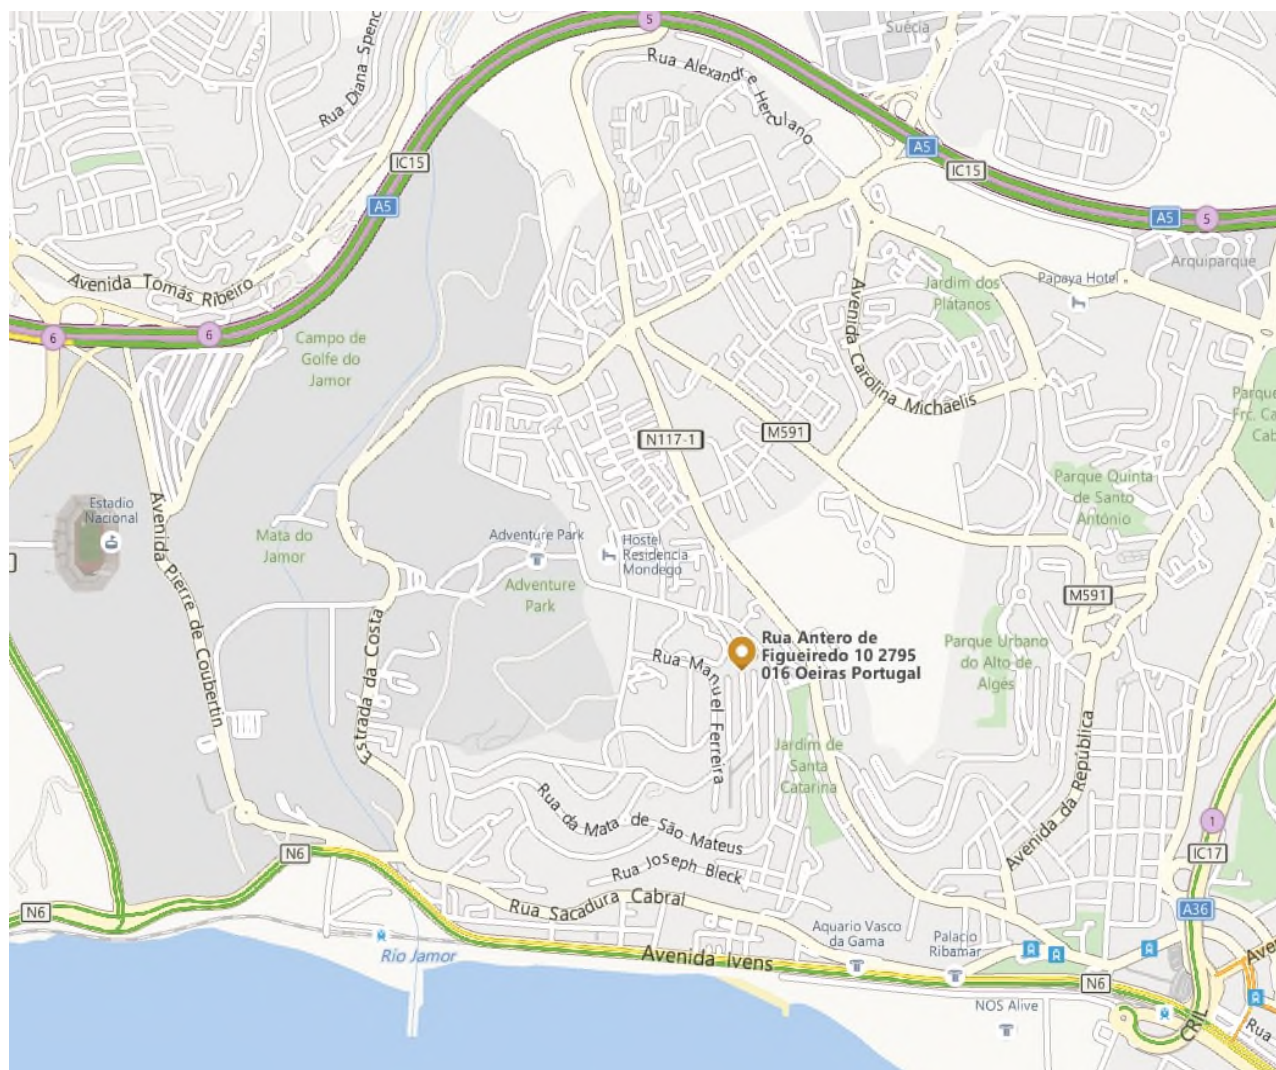 5
Suécia
Rua Diana Spenc
Rua Alexandre Herculano
IC15
A5
A5
IC15
A5
5
Avenida Tomás Ribeiro
Arquiparque
Papaya Hotel
Jardim dos
Plátanos
6
6
Campo de
Golfe do
Jamor
Avenida Carolina Michaelis
Parque
Frc. Ca
Cab
N117-1
M591
Parque Quinta
de Santo
António
Estadio
Nacional
Avenida Pierre de Coubertin
Mata do
Jamor
Adventure Park
Adventure
Park
Hostel
Residencia
Mondego
M591
Estrada da Costa
Rua Manuel Ferreira
Rua Antero de
Figueiredo 10 2795
016 Oeiras Portugal
Parque Urbano
do Alto de
Algés
Jardim de
Santa
Catarina
Avenida da República
Rua da Mata de São Mateus
Rua Joseph Bleck
1
IC17
N6
N6
Rua Sacadura Cabral
A36
Aquario Vasco
da Gama
Palacio
Ribamar
Rio Jamor
Avenida Ivens
N6
NOS Alive
CRIL
Ave
Rua